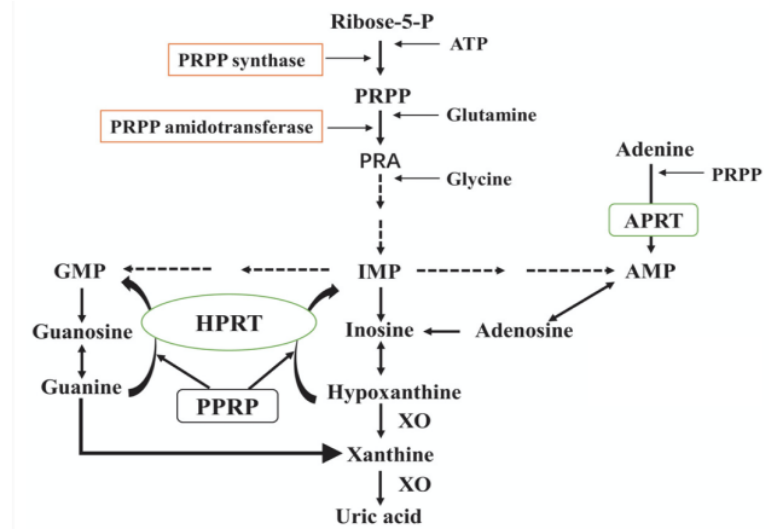 Ribose-5-P
ATP
PRPP synthase
PRPP
Glutamine
PRPP amidotransferase
PRA
Glycine
Adenine
PRPP
APRT
GMP
IMP
AMP
HPRT
Guanosine
Inosine
Adenosine
Guanine
PPRP
Hypoxanthine
XO
Xanthine
XO
Uric acid